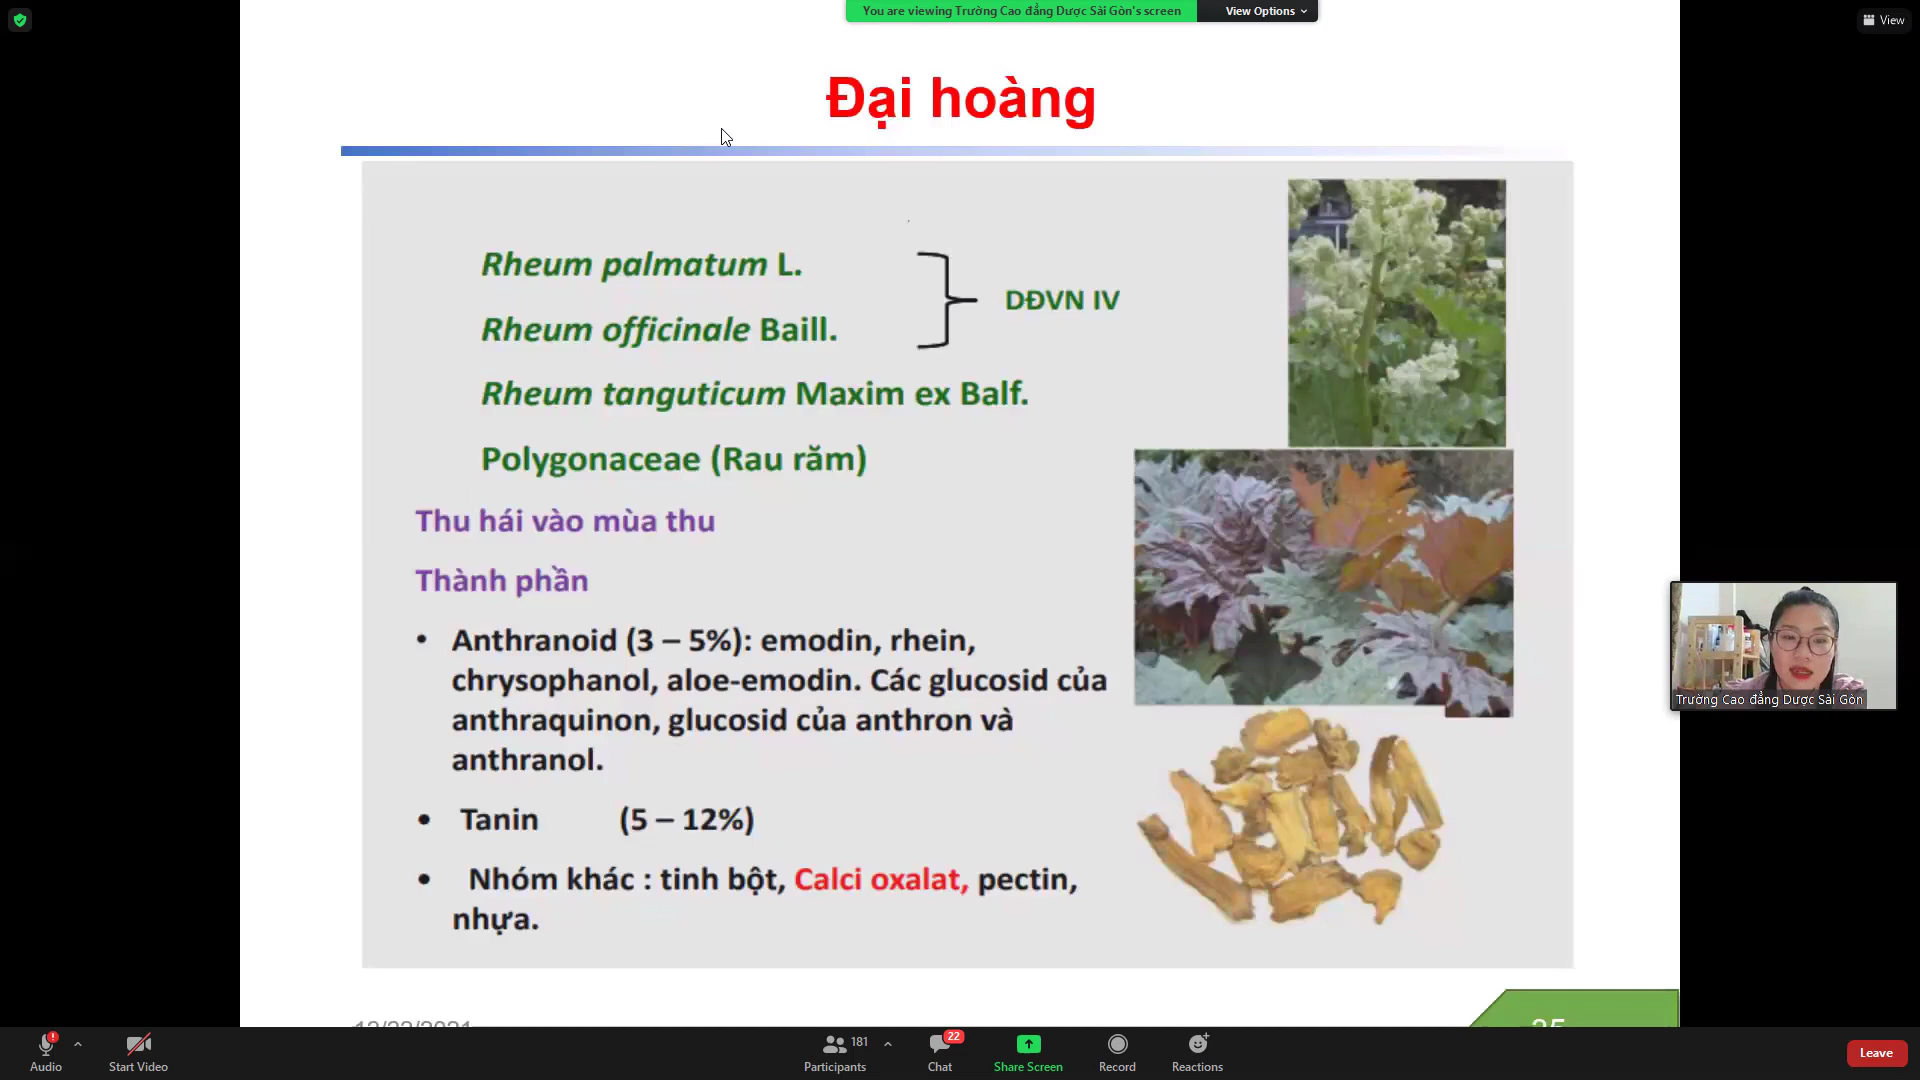 You are viewing Trường Cao đẳng Dược Sài Gòn's screen
View Options
View
Đại hoàng
Rheum palmatum L.
Rheum officinale Baill.
DĐVN IV
Rheum tanguticum Maxim ex Balf.
Polygonaceae (Rau răm)
Thu hái vào mùa thu
Thành phần
• Anthranoid (3 – 5%): emodin, rhein,
chrysophanol, aloe-emodin. Các glucosid của
anthraquinon, glucosid của anthron và
anthranol.
• Tanin (5 – 12%)
• Nhóm khác : tinh bột, Calci oxalat, pectin,
nhựa.
Trường Cao đẳng Dược Sài Gòn
Audio
Start Video
181
Participants
22
Chat
Share Screen
Record
Reactions
Leave